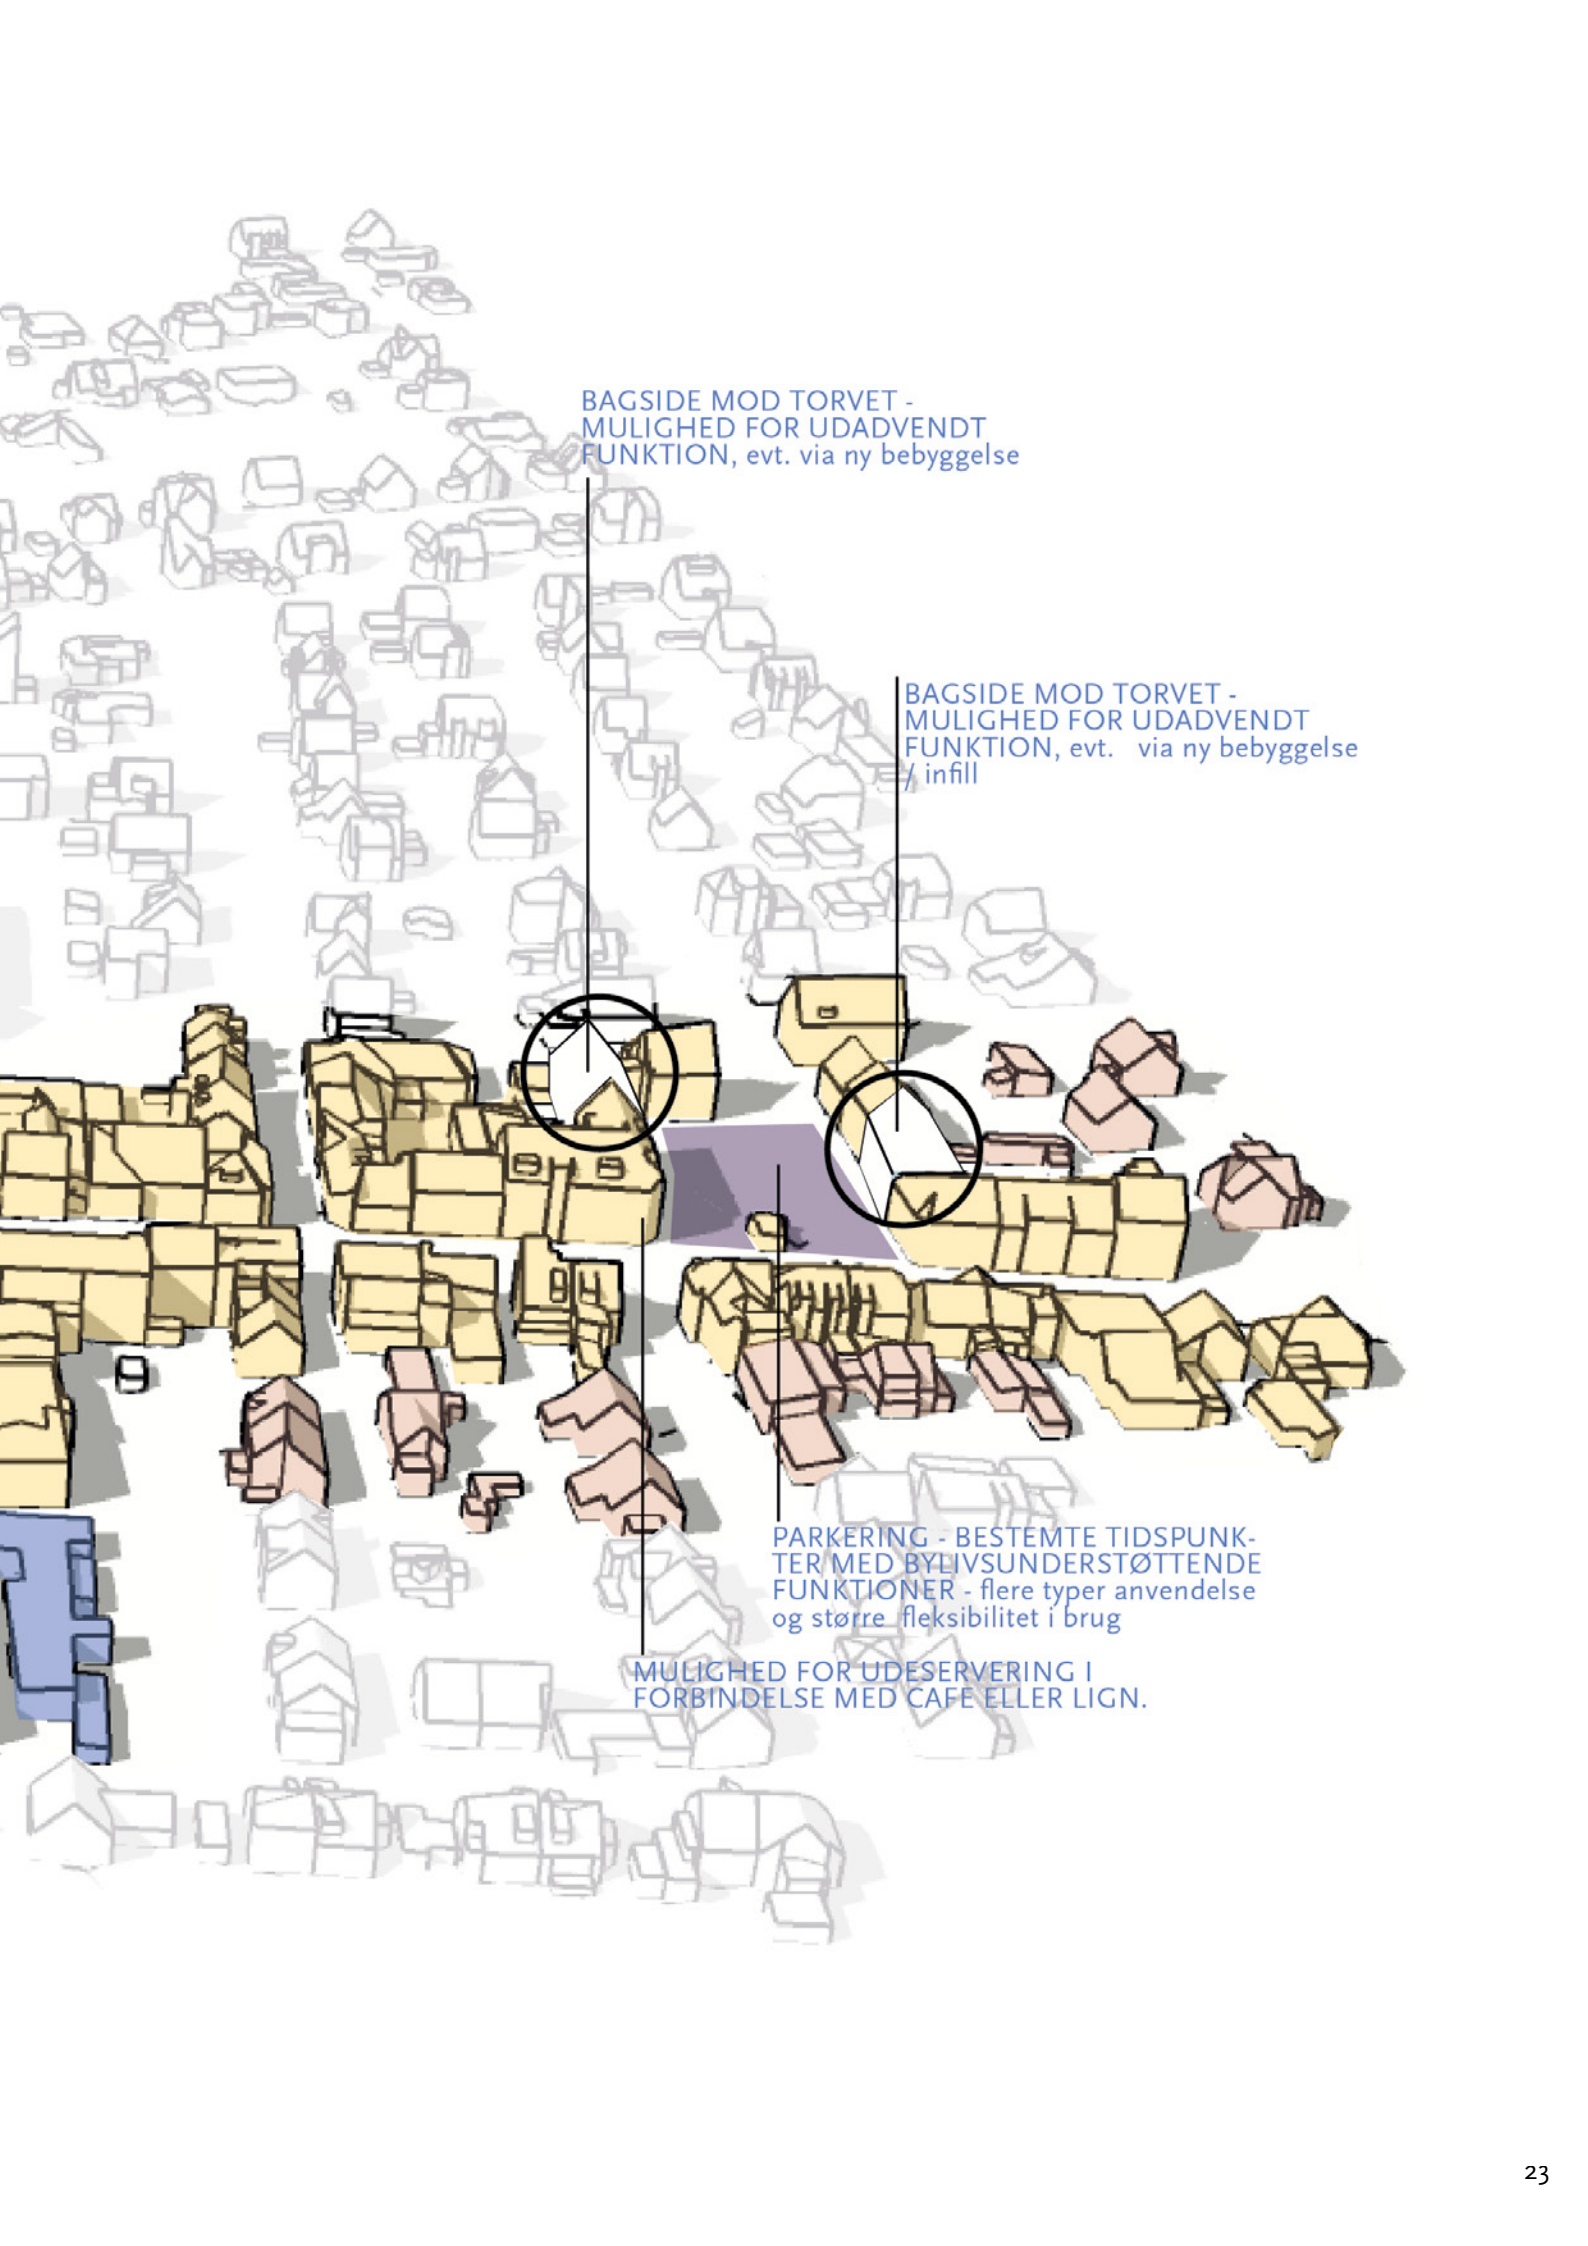 BAGSIDE MOD TORVET -
MULIGHED FOR UDADVENDT
FUNKTION, evt. via ny bebyggelse
BAGSIDE MOD TORVET -
MULIGHED FOR UDADVENDT
FUNKTION, evt. via ny bebyggelse
/ infill
PARKERING - BESTEMTE TIDSPUNK-
TER MED BYLIVSUNDERSTØTTENDE
FUNKTIONER - flere typer anvendelse
og større fleksibilitet i brug
MULIGHED FOR UDESERVERING I
FORBINDELSE MED CAFE ELLER LIGN.
23